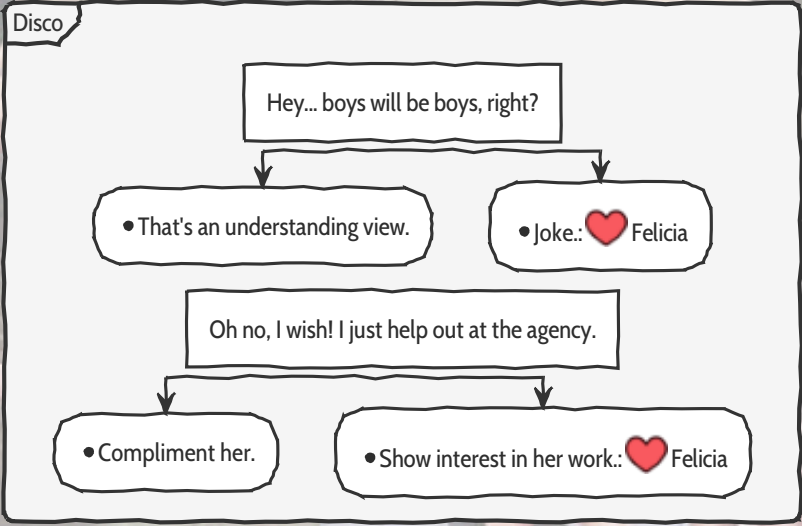 Disco
Hey... boys will be boys, right?
•That's an understanding view.
•Joke.: Felicia
Oh no, I wish! I just help out at the agency.
•Compliment her.
•Show interest in her work.: Felicia